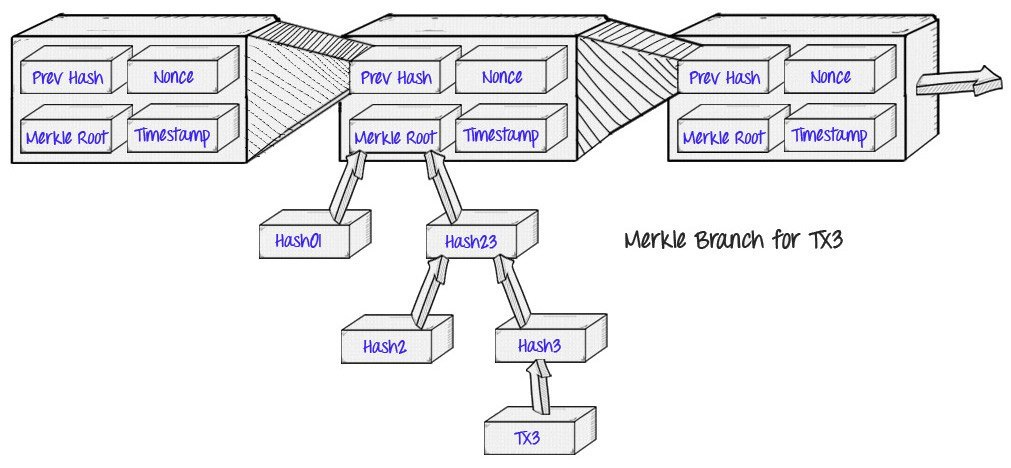 Prev Hash Nonce Prev Hash Nonce Prev Hash Nonce
Merkle Root Timestamp Merkle Root Timestamp Merkle Root Timestamp
Hash01 Hash23 Merkle Branch for TX3
Hash2 Hash3
TX3